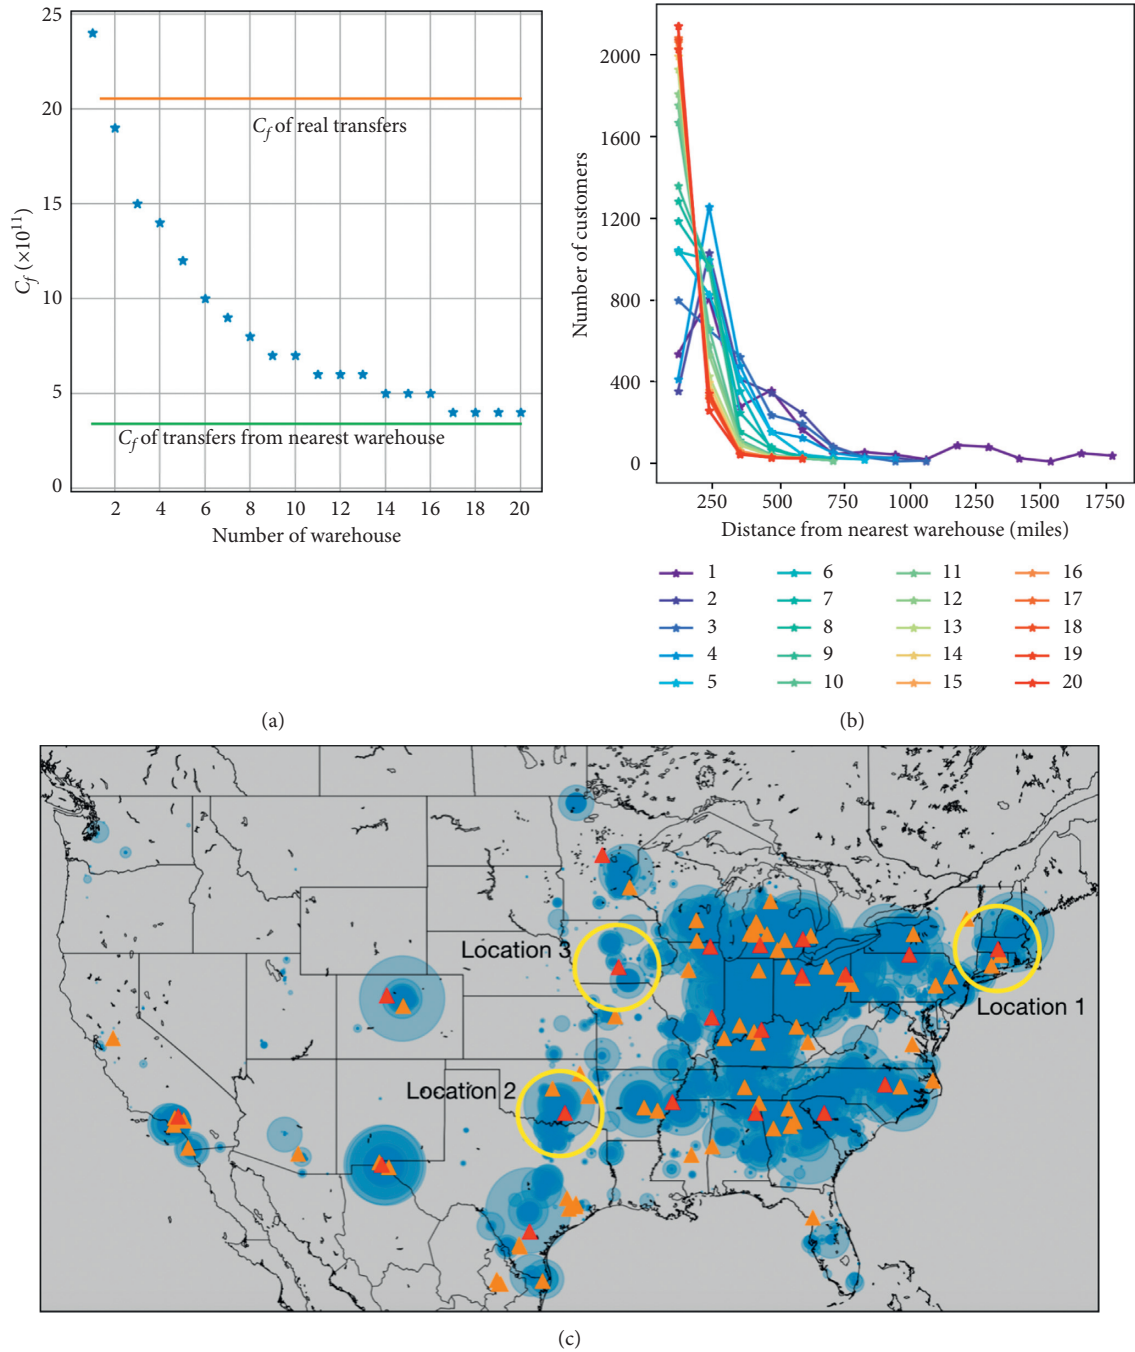 25
20
15
10
5
0
C_f (×10^11)
C_f of real transfers
C_f of transfers from nearest warehouse
2 4 6 8 10 12 14 16 18 20
Number of warehouse
(a)
2000
1600
1200
800
400
0
Number of customers
250 500 750 1000 1250 1500 1750
Distance from nearest warehouse (miles)
1 6 11 16
2 7 12 17
3 8 13 18
4 9 14 19
5 10 15 20
(b)
Location 3
Location 1
Location 2
(c)